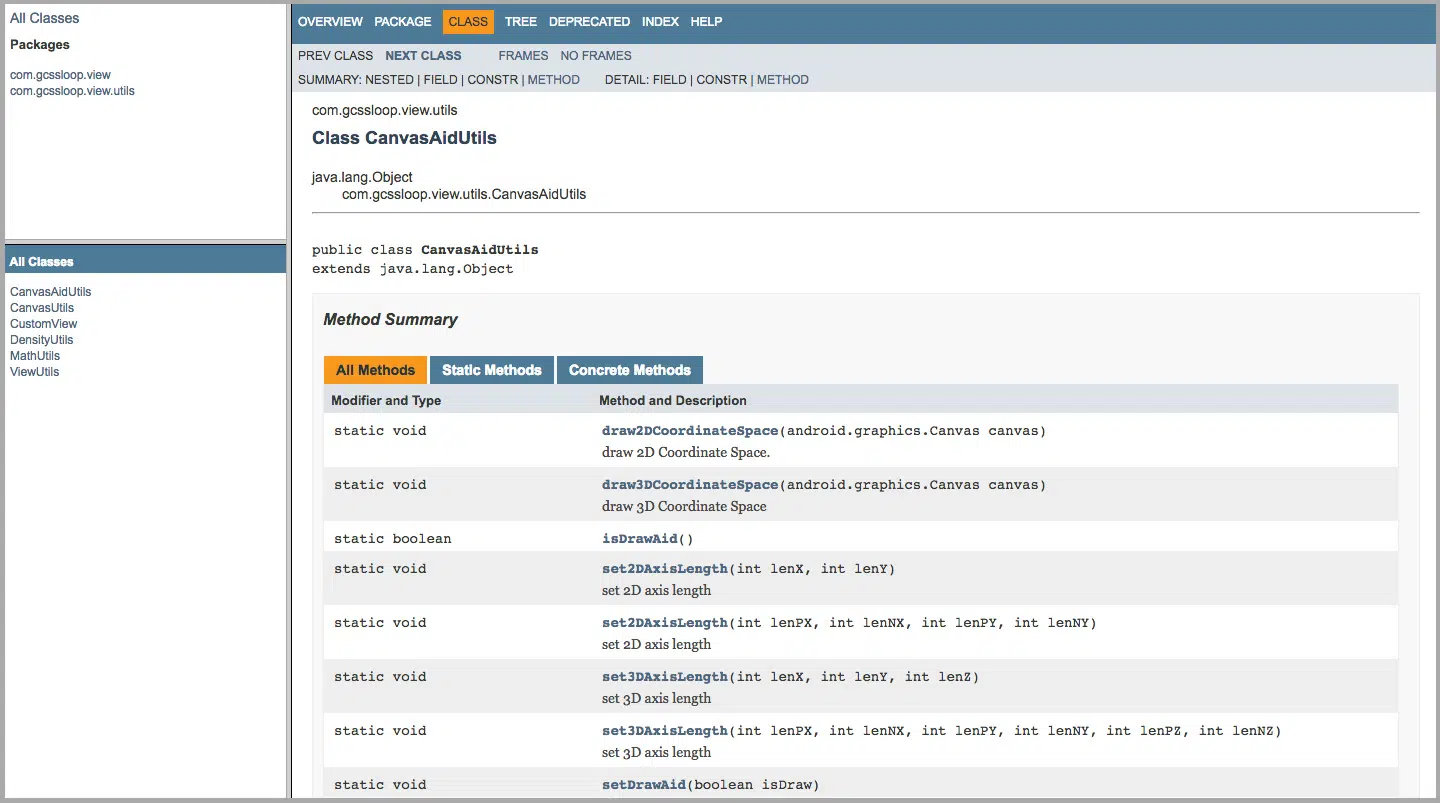 All Classes
Packages
com.gcssloop.view
com.gcssloop.view.utils
All Classes
CanvasAidUtils
CanvasUtils
CustomView
DensityUtils
MathUtils
ViewUtils
OVERVIEW PACKAGE CLASS TREE DEPRECATED INDEX HELP
PREV CLASS NEXT CLASS FRAMES NO FRAMES
SUMMARY: NESTED | FIELD | CONSTR | METHOD DETAIL: FIELD | CONSTR | METHOD
com.gcssloop.view.utils
Class CanvasAidUtils
java.lang.Object
com.gcssloop.view.utils.CanvasAidUtils
public class CanvasAidUtils
extends java.lang.Object
Method Summary
All Methods Static Methods Concrete Methods
Modifier and Type Method and Description
static void draw2DCoordinateSpace(android.graphics.Canvas canvas)
draw 2D Coordinate Space.
static void draw3DCoordinateSpace(android.graphics.Canvas canvas)
draw 3D Coordinate Space
static boolean isDrawAid()
static void set2DAxisLength(int lenX, int lenY)
set 2D axis length
static void set2DAxisLength(int lenPX, int lenNX, int lenPY, int lenNY)
set 2D axis length
static void set3DAxisLength(int lenX, int lenY, int lenZ)
set 3D axis length
static void set3DAxisLength(int lenPX, int lenNX, int lenPY, int lenNY, int lenPZ, int lenNZ)
set 3D axis length
static void setDrawAid(boolean isDraw)